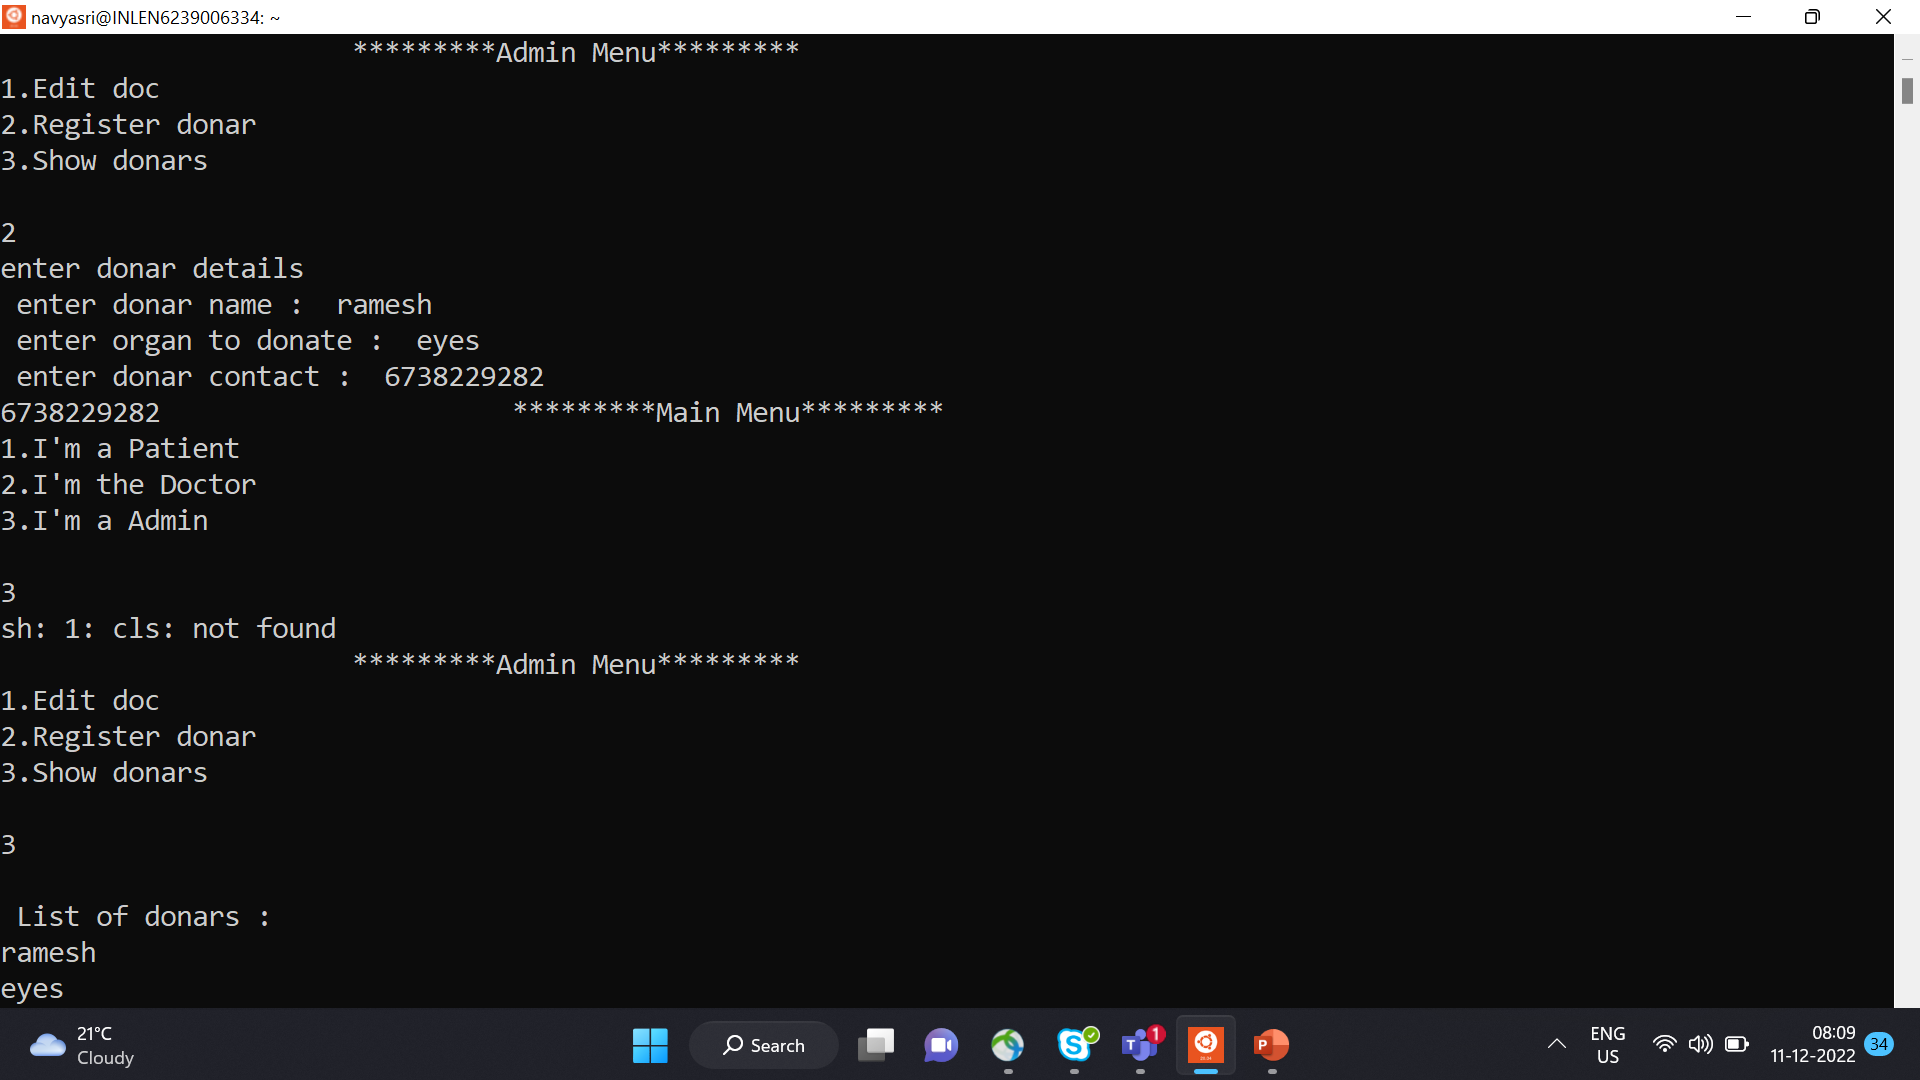 navyasri@INLEN6239006334: ~
*********Admin Menu*********
1.Edit doc
2.Register donar
3.Show donars
2
enter donar details
enter donar name :  ramesh
enter organ to donate :  eyes
enter donar contact :  6738229282
6738229282                      *********Main Menu*********
1.I'm a Patient
2.I'm the Doctor
3.I'm a Admin
3
sh: 1: cls: not found
*********Admin Menu*********
1.Edit doc
2.Register donar
3.Show donars
3
List of donars :
ramesh
eyes
21°C
Cloudy
Search
1
ENG
US
08:09
11-12-2022
34